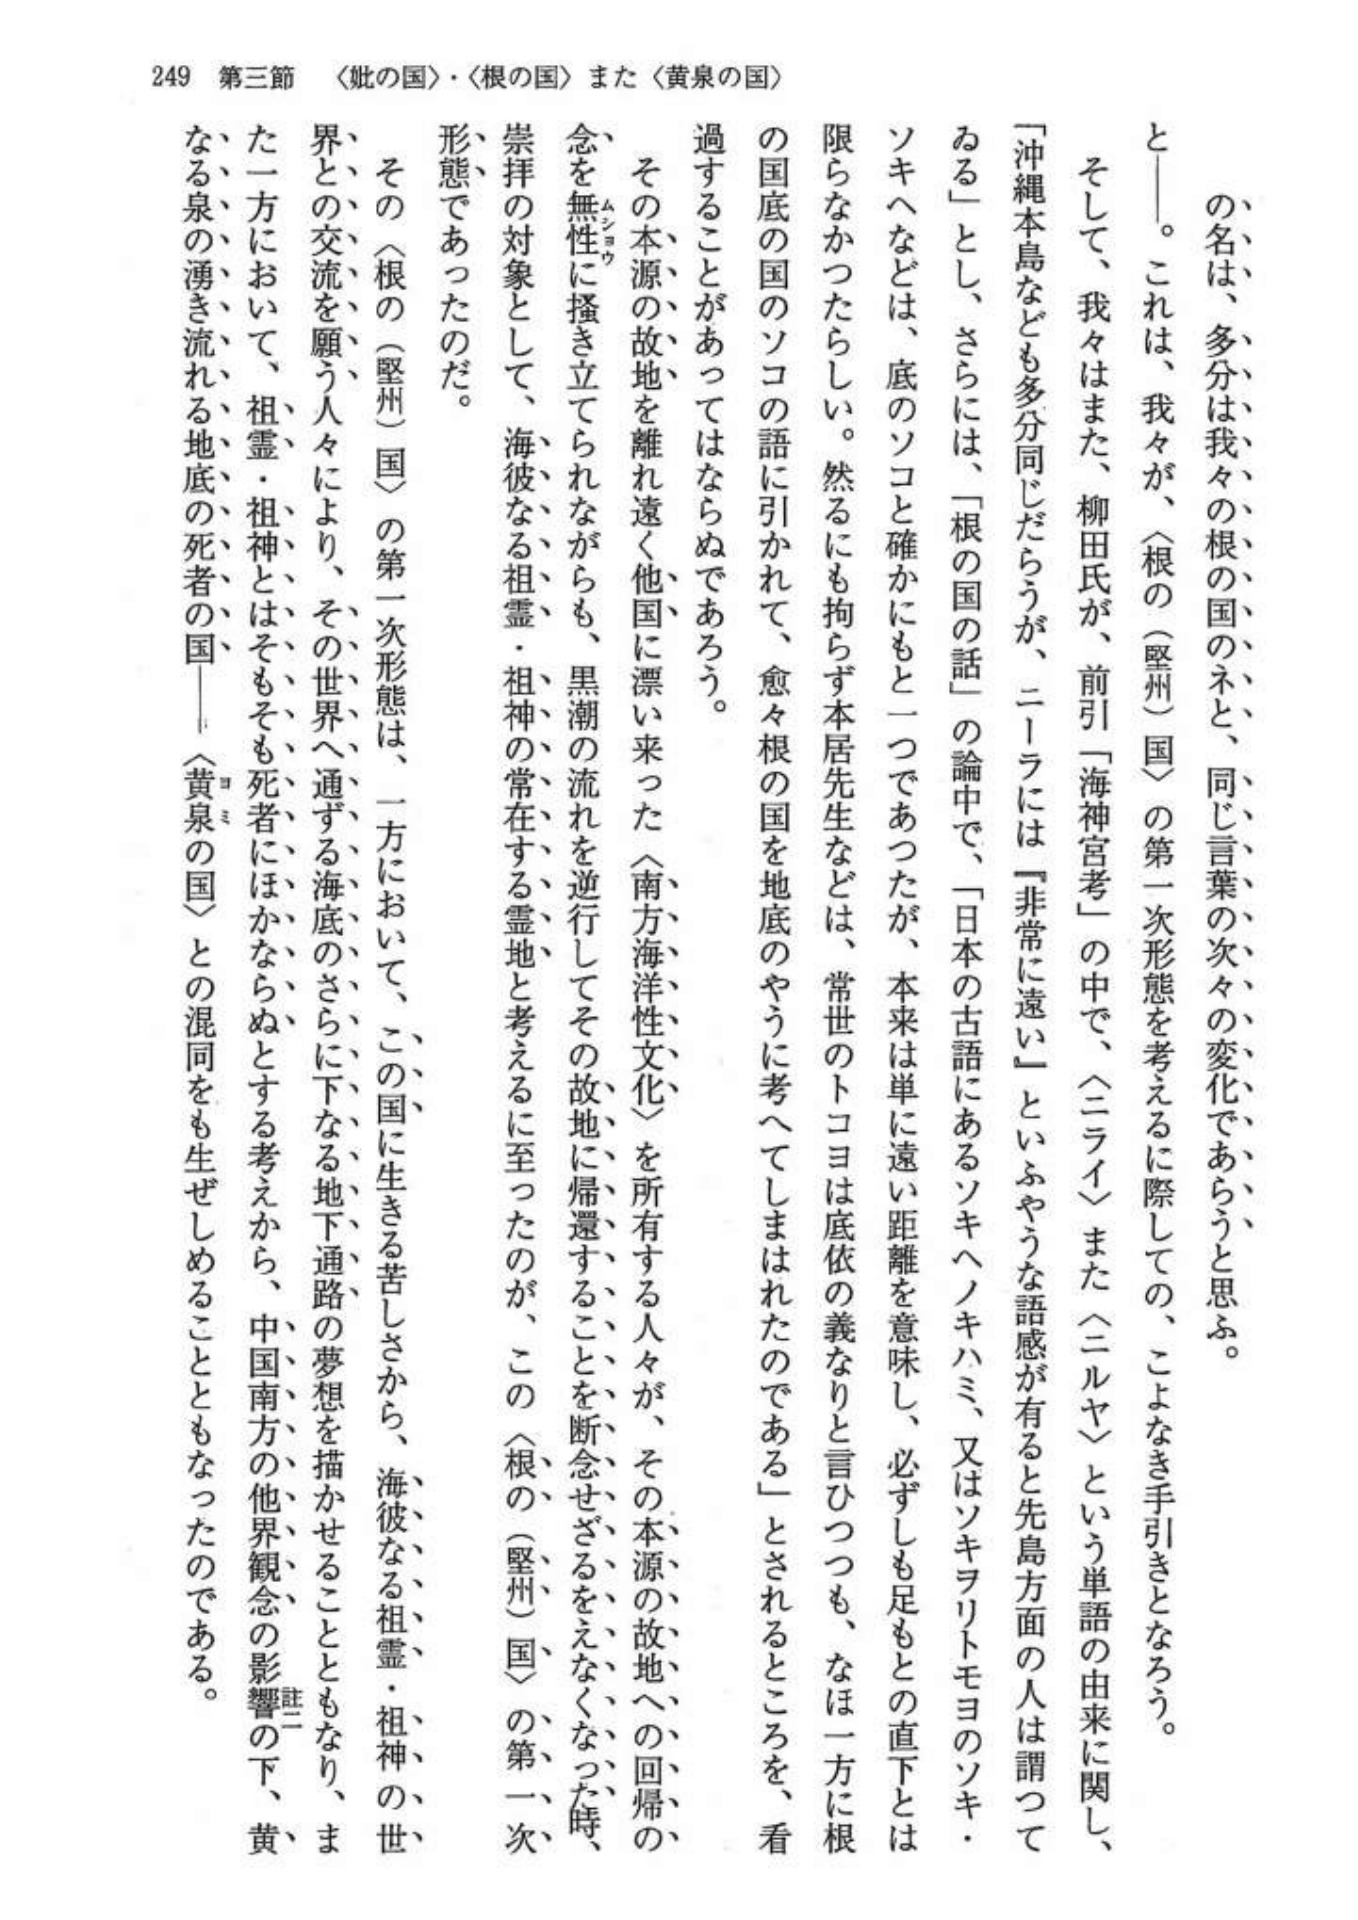 249　第三節　〈妣の国〉・〈根の国〉また〈黄泉の国〉
の名は、多分は我々の根の国のネと、同じ言葉の次々の変化であらうと思ふ。
と――。これは、我々が、〈根の（堅州）国〉の第一次形態を考えるに際しての、こよなき手引きとなろう。
そして、我々はまた、柳田氏が、前引「海神宮考」の中で、〈ニライ〉また〈ニルヤ〉という単語の由来に関し、
「沖縄本島なども多分同じだらうが、ニーラには『非常に遠い』といふやうな語感が有ると先島方面の人は謂つて
ゐる」とし、さらには、「根の国の話」の論中で、「日本の古語にあるソキヘノキハミ、又はソキヲリトモヨのソキ・
ソキヘなどは、底のソコと確かにもと一つであつたが、本来は単に遠い距離を意味し、必ずしも足もとの直下とは
限らなかつたらしい。然るにも拘らず本居先生などは、常世のトコヨは底依の義なりと言ひつつも、なほ一方に根
の国底の国のソコの語に引かれて、愈々根の国を地底のやうに考へてしまはれたのである」とされるところを、看
過することがあってはならぬであろう。
その本源の故地を離れ遠く他国に漂い来った〈南方海洋性文化〉を所有する人々が、その本源の故地への回帰の
念を無性ムショウに掻き立てられながらも、黒潮の流れを逆行してその故地に帰還することを断念せざるをえなくなった時、
崇拝の対象として、海彼なる祖霊・祖神の常在する霊地と考えるに至ったのが、この〈根の（堅州）国〉の第一次
形態であったのだ。
その〈根の（堅州）国〉の第一次形態は、一方において、この国に生きる苦しさから、海彼なる祖霊・祖神の世
界との交流を願う人々により、その世界へ通ずる海底のさらに下なる地下通路の夢想を描かせることともなり、ま
た一方において、祖霊・祖神とはそもそも死者にほかならぬとする考えから、中国南方の他界観念の影響註二の下、黄
なる泉の湧き流れる地底の死者の国――〈黄泉ヨミの国〉との混同をも生ぜしめることともなったのである。